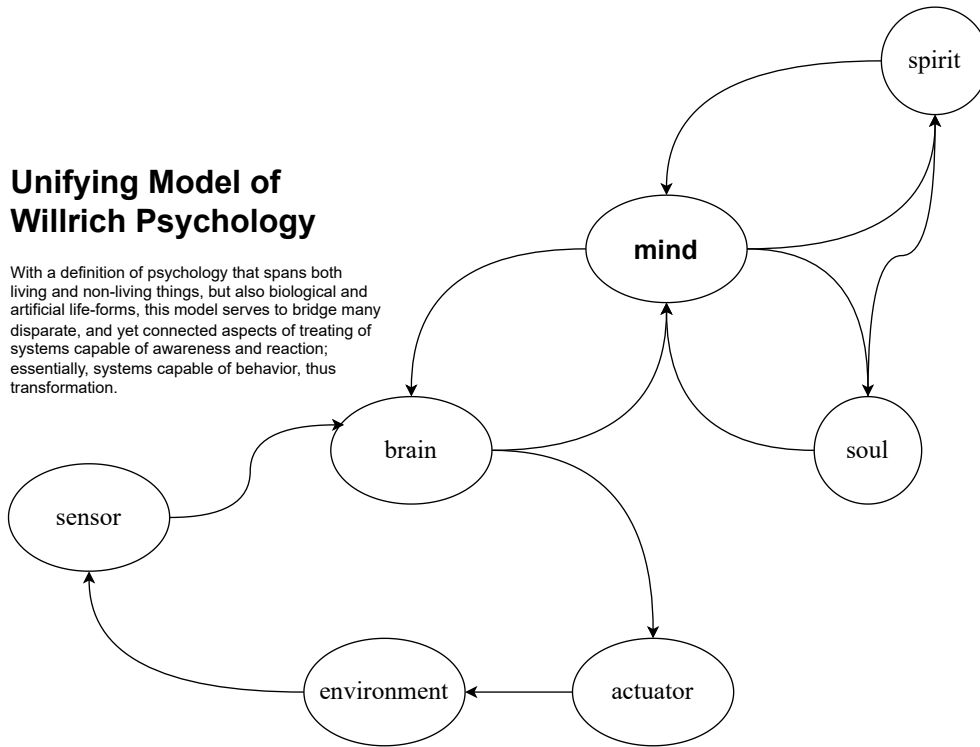 spirit
Unifying Model of
Willrich Psychology
mind
With a definition of psychology that spans both
living and non-living things, but also biological and
artificial life-forms, this model serves to bridge many
disparate, and yet connected aspects of treating of
systems capable of awareness and reaction;
essentially, systems capable of behavior, thus
transformation.
brain
soul
sensor
environment
actuator